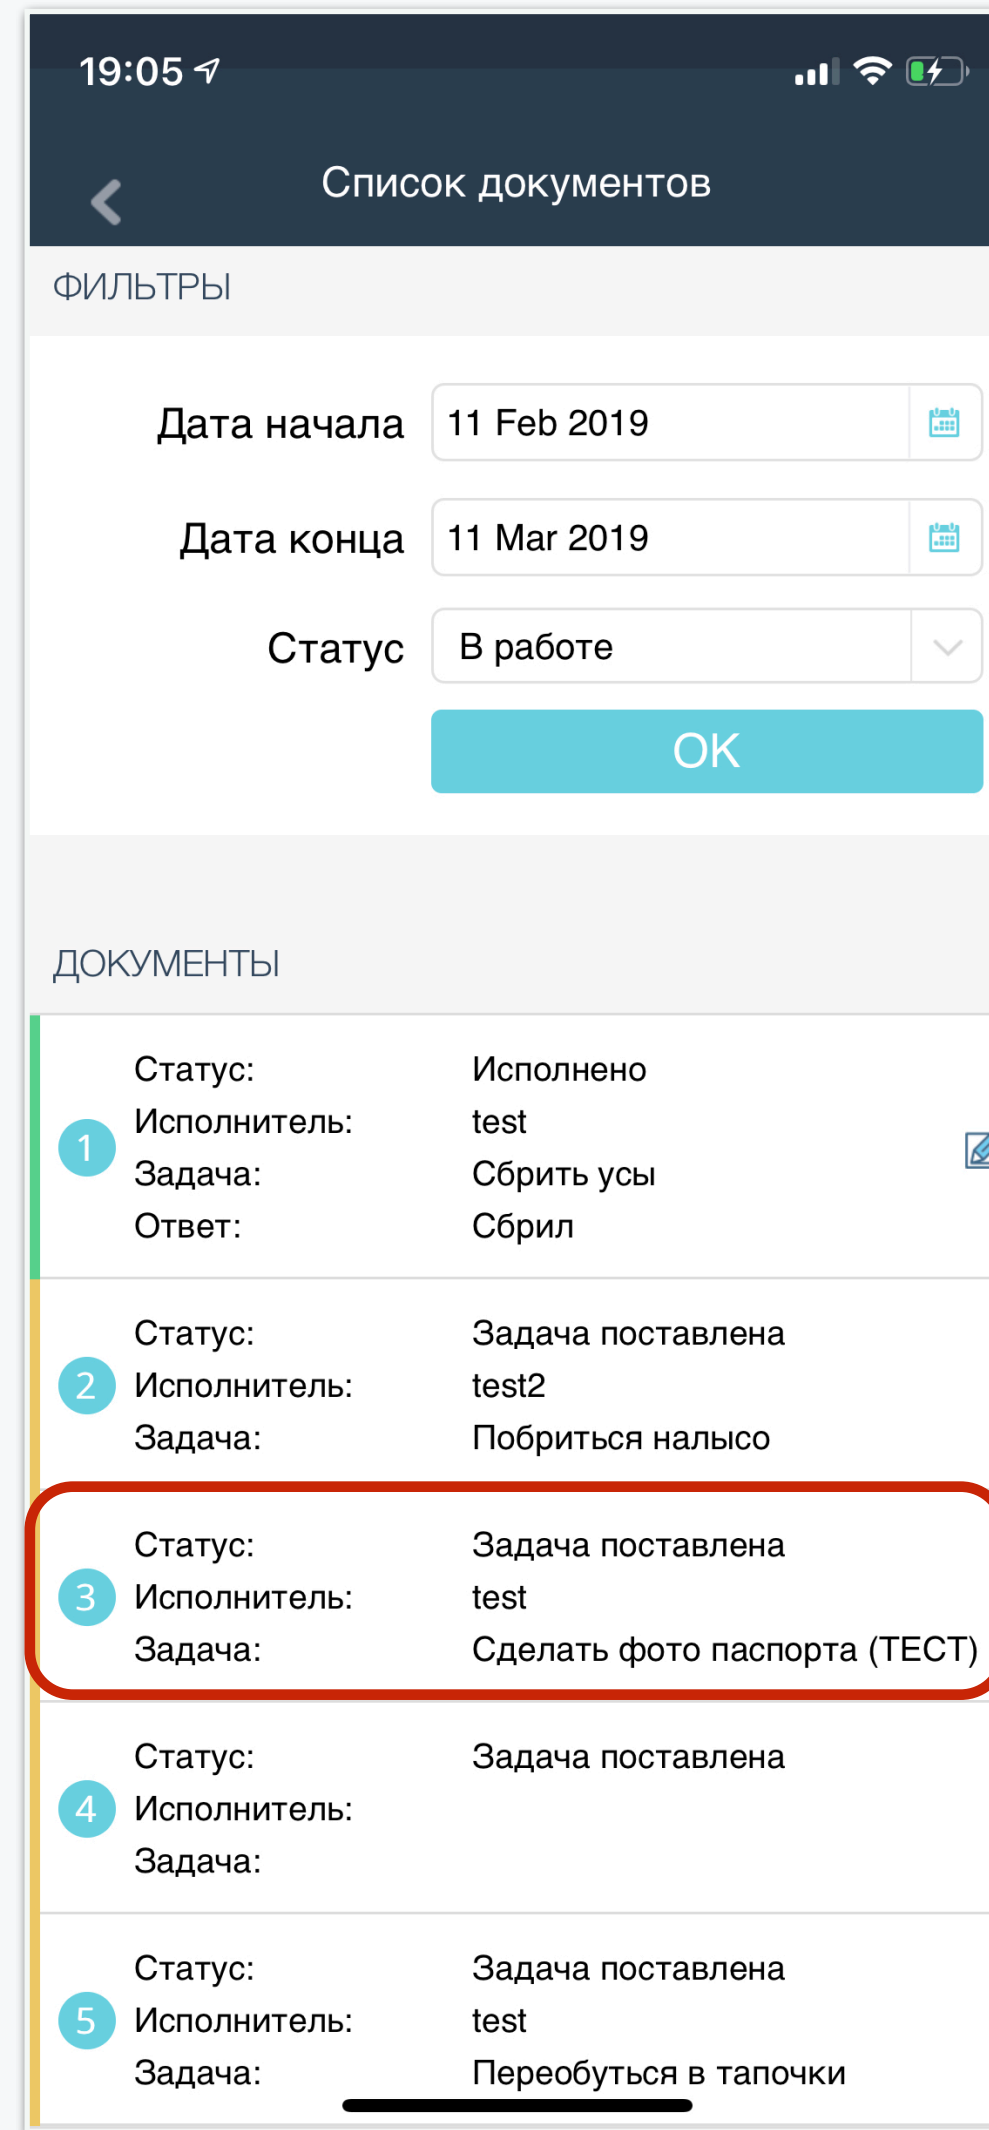 19:05
Список документов
ФИЛЬТРЫ
Дата начала 11 Feb 2019
Дата конца 11 Mar 2019
Статус В работе
ОК
ДОКУМЕНТЫ
1
Статус: Исполнено
Исполнитель: test
Задача: Сбрить усы
Ответ: Сбрил
2
Статус: Задача поставлена
Исполнитель: test2
Задача: Побриться налысо
3
Статус: Задача поставлена
Исполнитель: test
Задача: Сделать фото паспорта (ТЕСТ)
4
Статус: Задача поставлена
Исполнитель:
Задача:
5
Статус: Задача поставлена
Исполнитель: test
Задача: Переобуться в тапочки